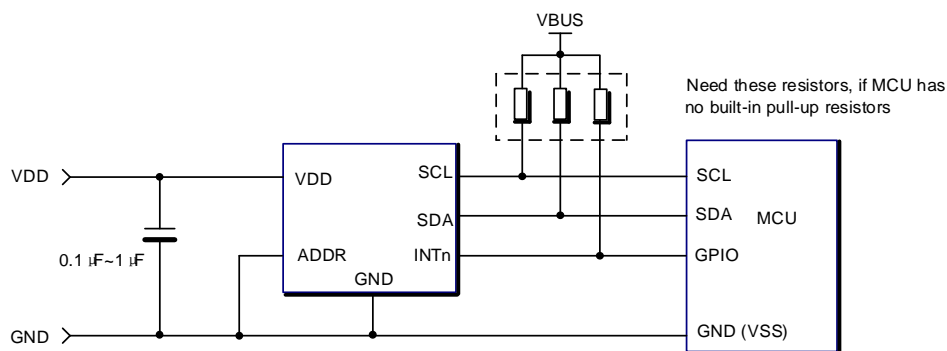 VBUS
Need these resistors, if MCU has
no built-in pull-up resistors
VDD
VDD
SCL
SCL
SDA
SDA
MCU
0.1 µF~1 µF
ADDR
INTn
GPIO
GND
GND
GND (VSS)